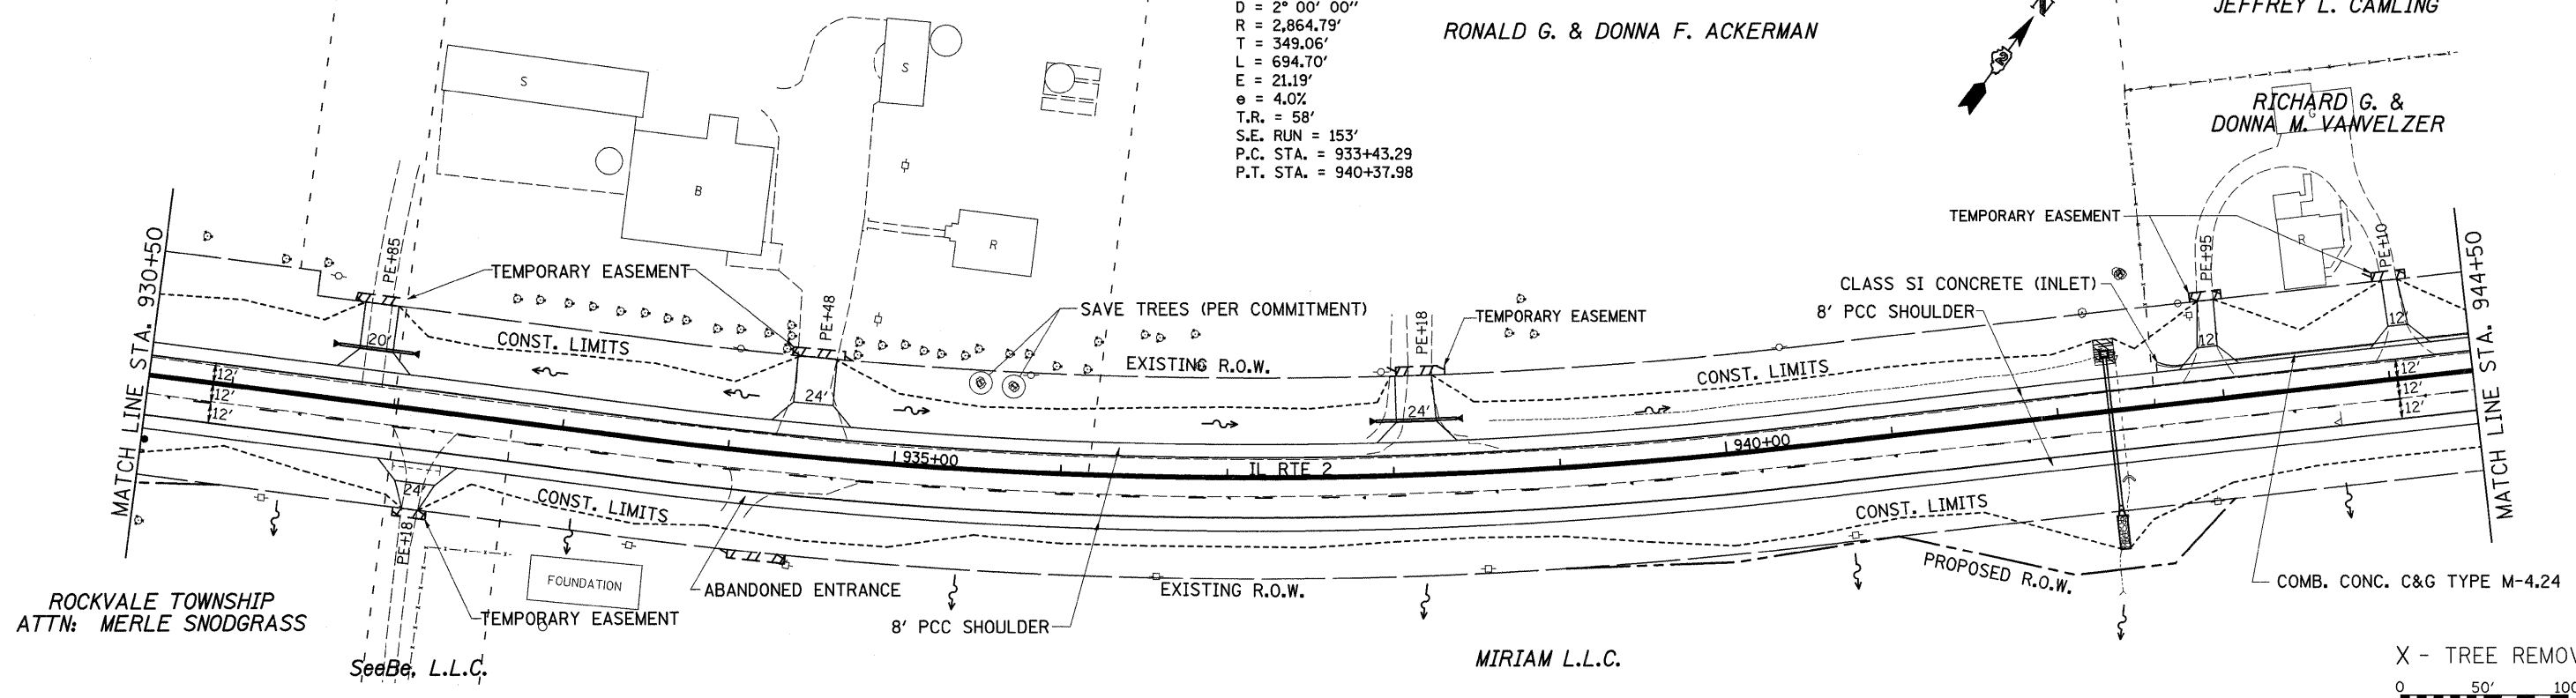 D = 2° 00' 00"
R = 2,864.79'
T = 349.06'
L = 694.70'
E = 21.19'
e = 4.0%
T.R. = 58'
S.E. RUN = 153'
P.C. STA. = 933+43.29
P.T. STA. = 940+37.98
RONALD G. & DONNA F. ACKERMAN
N
JEFFREY L. CAMLING
RICHARD G. &
DONNA M. VANVELZER
G
S
S
B
R
R
TEMPORARY EASEMENT
MATCH LINE STA. 930+50
PE+85
TEMPORARY EASEMENT
PE+48
SAVE TREES (PER COMMITMENT)
PE+18
TEMPORARY EASEMENT
CLASS SI CONCRETE (INLET)
8' PCC SHOULDER
PE+95
PE+10
MATCH LINE STA. 944+50
20'
CONST. LIMITS
24'
EXISTING R.O.W.
24'
CONST. LIMITS
12'
12'
12'
12'
12'
12'
12'
12'
935+00
IL RTE 2
940+00
24'
CONST. LIMITS
CONST. LIMITS
PE+18
FOUNDATION
ABANDONED ENTRANCE
EXISTING R.O.W.
PROPOSED R.O.W.
COMB. CONC. C&G TYPE M-4.24
ROCKVALE TOWNSHIP
ATTN: MERLE SNODGRASS
TEMPORARY EASEMENT
8' PCC SHOULDER
SeeBe, L.L.C.
MIRIAM L.L.C.
X - TREE REMOV
0 50' 100